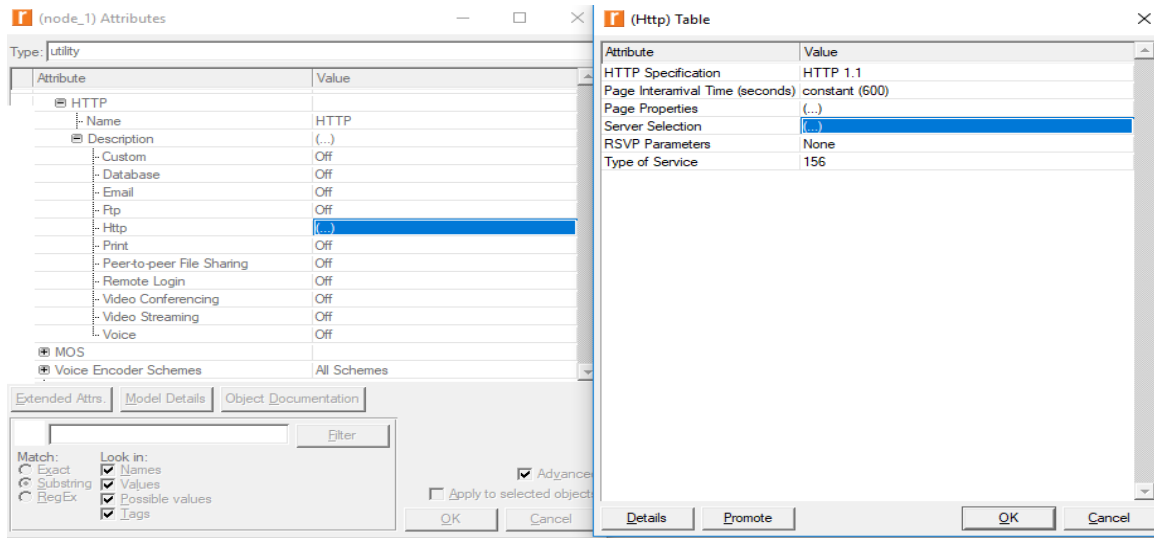 (node_1) Attributes
Type: utility
Attribute Value
HTTP
Name HTTP
Description (...)
Custom Off
Database Off
Email Off
Ftp Off
Http (...)
Print Off
Peer-to-peer File Sharing Off
Remote Login Off
Video Conferencing Off
Video Streaming Off
Voice Off
MOS
Voice Encoder Schemes All Schemes
Extended Attrs. Model Details Object Documentation
Filter
Match: Look in:
Exact Names
Substring Values
RegEx Possible values
Tags
Advance
Apply to selected objects
OK Cancel
(Http) Table
Attribute Value
HTTP Specification HTTP 1.1
Page Interarrival Time (seconds) constant (600)
Page Properties (...)
Server Selection (...)
RSVP Parameters None
Type of Service 156
Details Promote OK Cancel